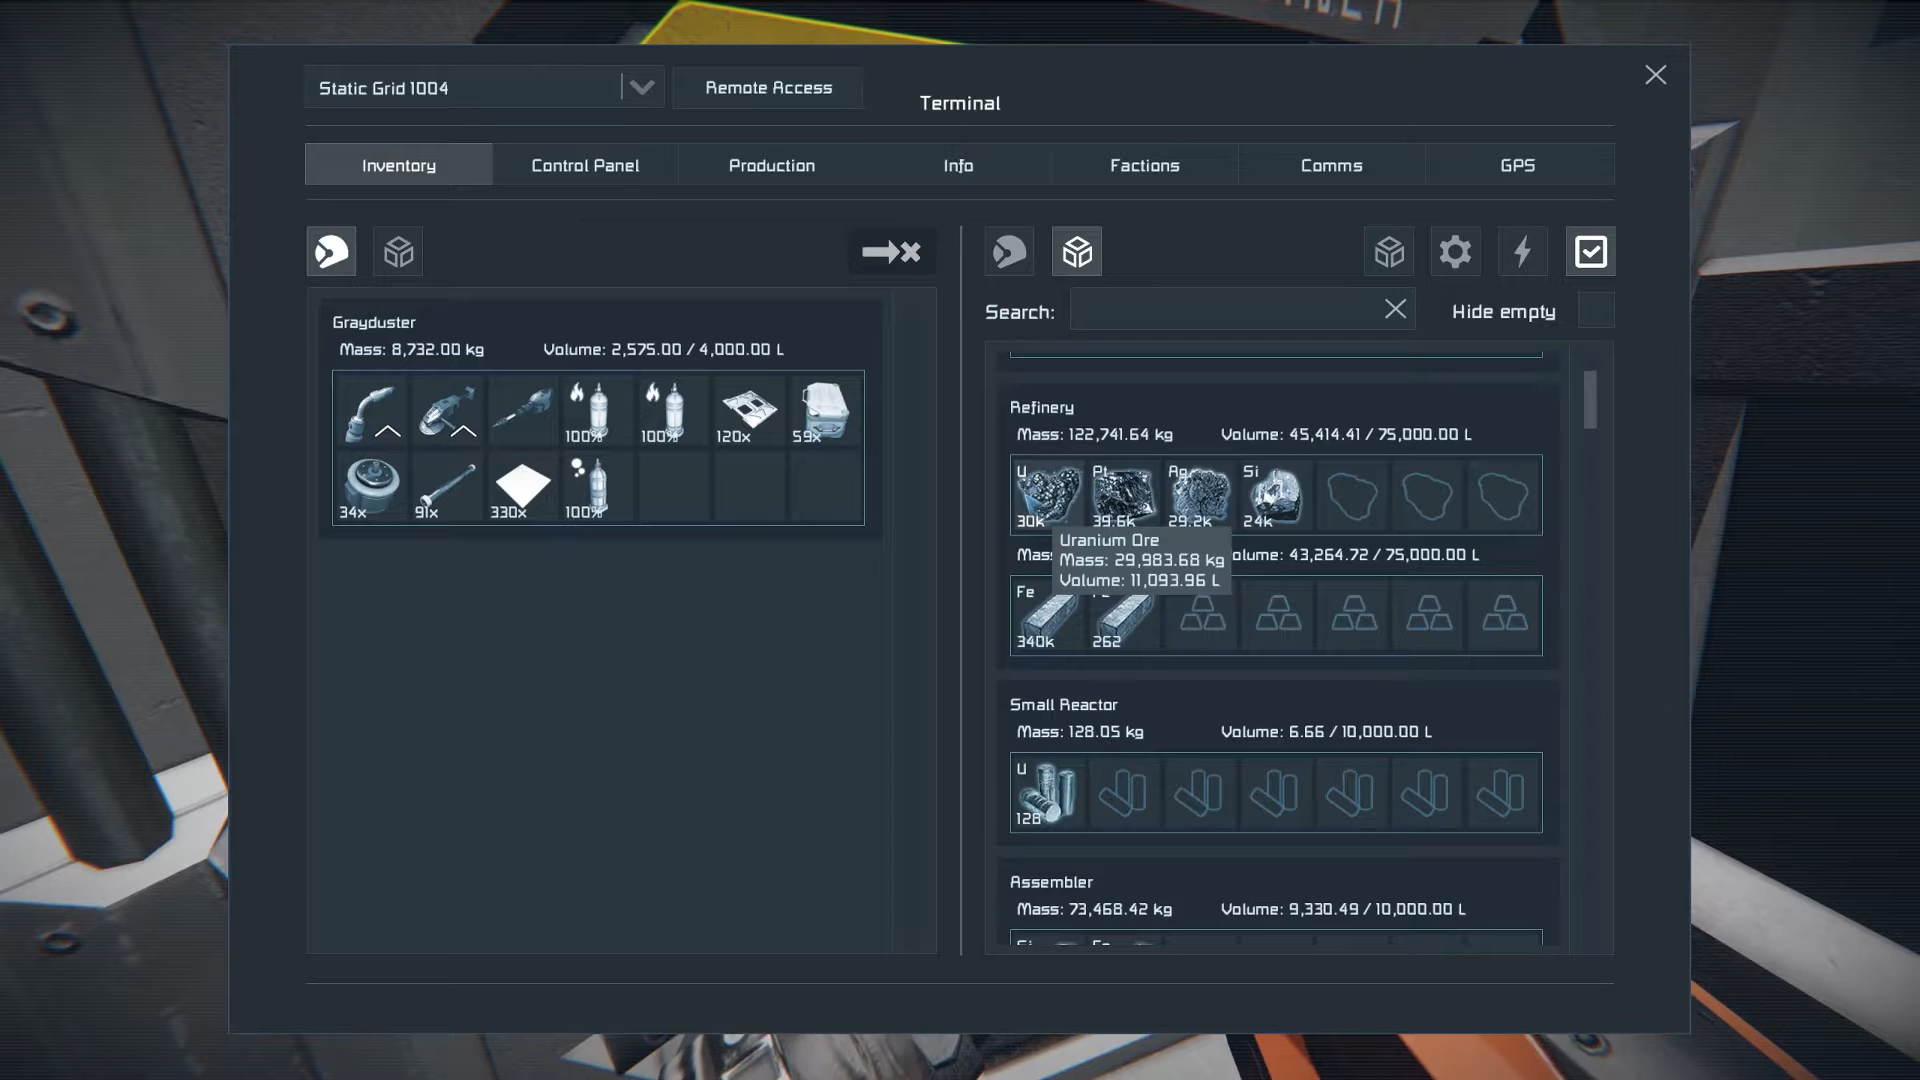 Static Grid 1004
Remote Access
Terminal
Inventory
Control Panel
Production
Info
Factions
Comms
GPS
Search:
Hide empty
Grayduster
Mass: 8,732.00 kg
Volume: 2,575.00 / 4,000.00 L
100%
100%
120x
59x
34x
91x
330x
100%
Refinery
Mass: 122,741.64 kg
Volume: 45,414.41 / 75,000.00 L
U
Pt
Ag
Si
30k
39.6k
29.2k
24k
Uranium Ore
Mass: 29,983.68 kg
Volume: 11,093.96 L
Mas
olume: 43,264.72 / 75,000.00 L
Fe
340k
262
Small Reactor
Mass: 128.05 kg
Volume: 6.66 / 10,000.00 L
U
128
Assembler
Mass: 73,468.42 kg
Volume: 9,330.49 / 10,000.00 L